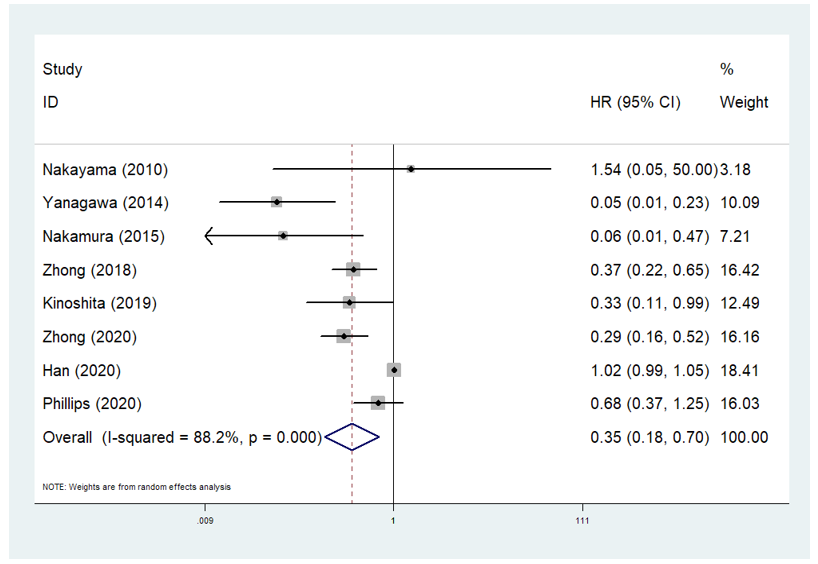 Study %
ID HR (95% CI) Weight
Nakayama (2010) 1.54 (0.05, 50.00) 3.18
Yanagawa (2014) 0.05 (0.01, 0.23) 10.09
Nakamura (2015) 0.06 (0.01, 0.47) 7.21
Zhong (2018) 0.37 (0.22, 0.65) 16.42
Kinoshita (2019) 0.33 (0.11, 0.99) 12.49
Zhong (2020) 0.29 (0.16, 0.52) 16.16
Han (2020) 1.02 (0.99, 1.05) 18.41
Phillips (2020) 0.68 (0.37, 1.25) 16.03
Overall (I-squared = 88.2%, p = 0.000) 0.35 (0.18, 0.70) 100.00
NOTE: Weights are from random effects analysis
.009 1 111